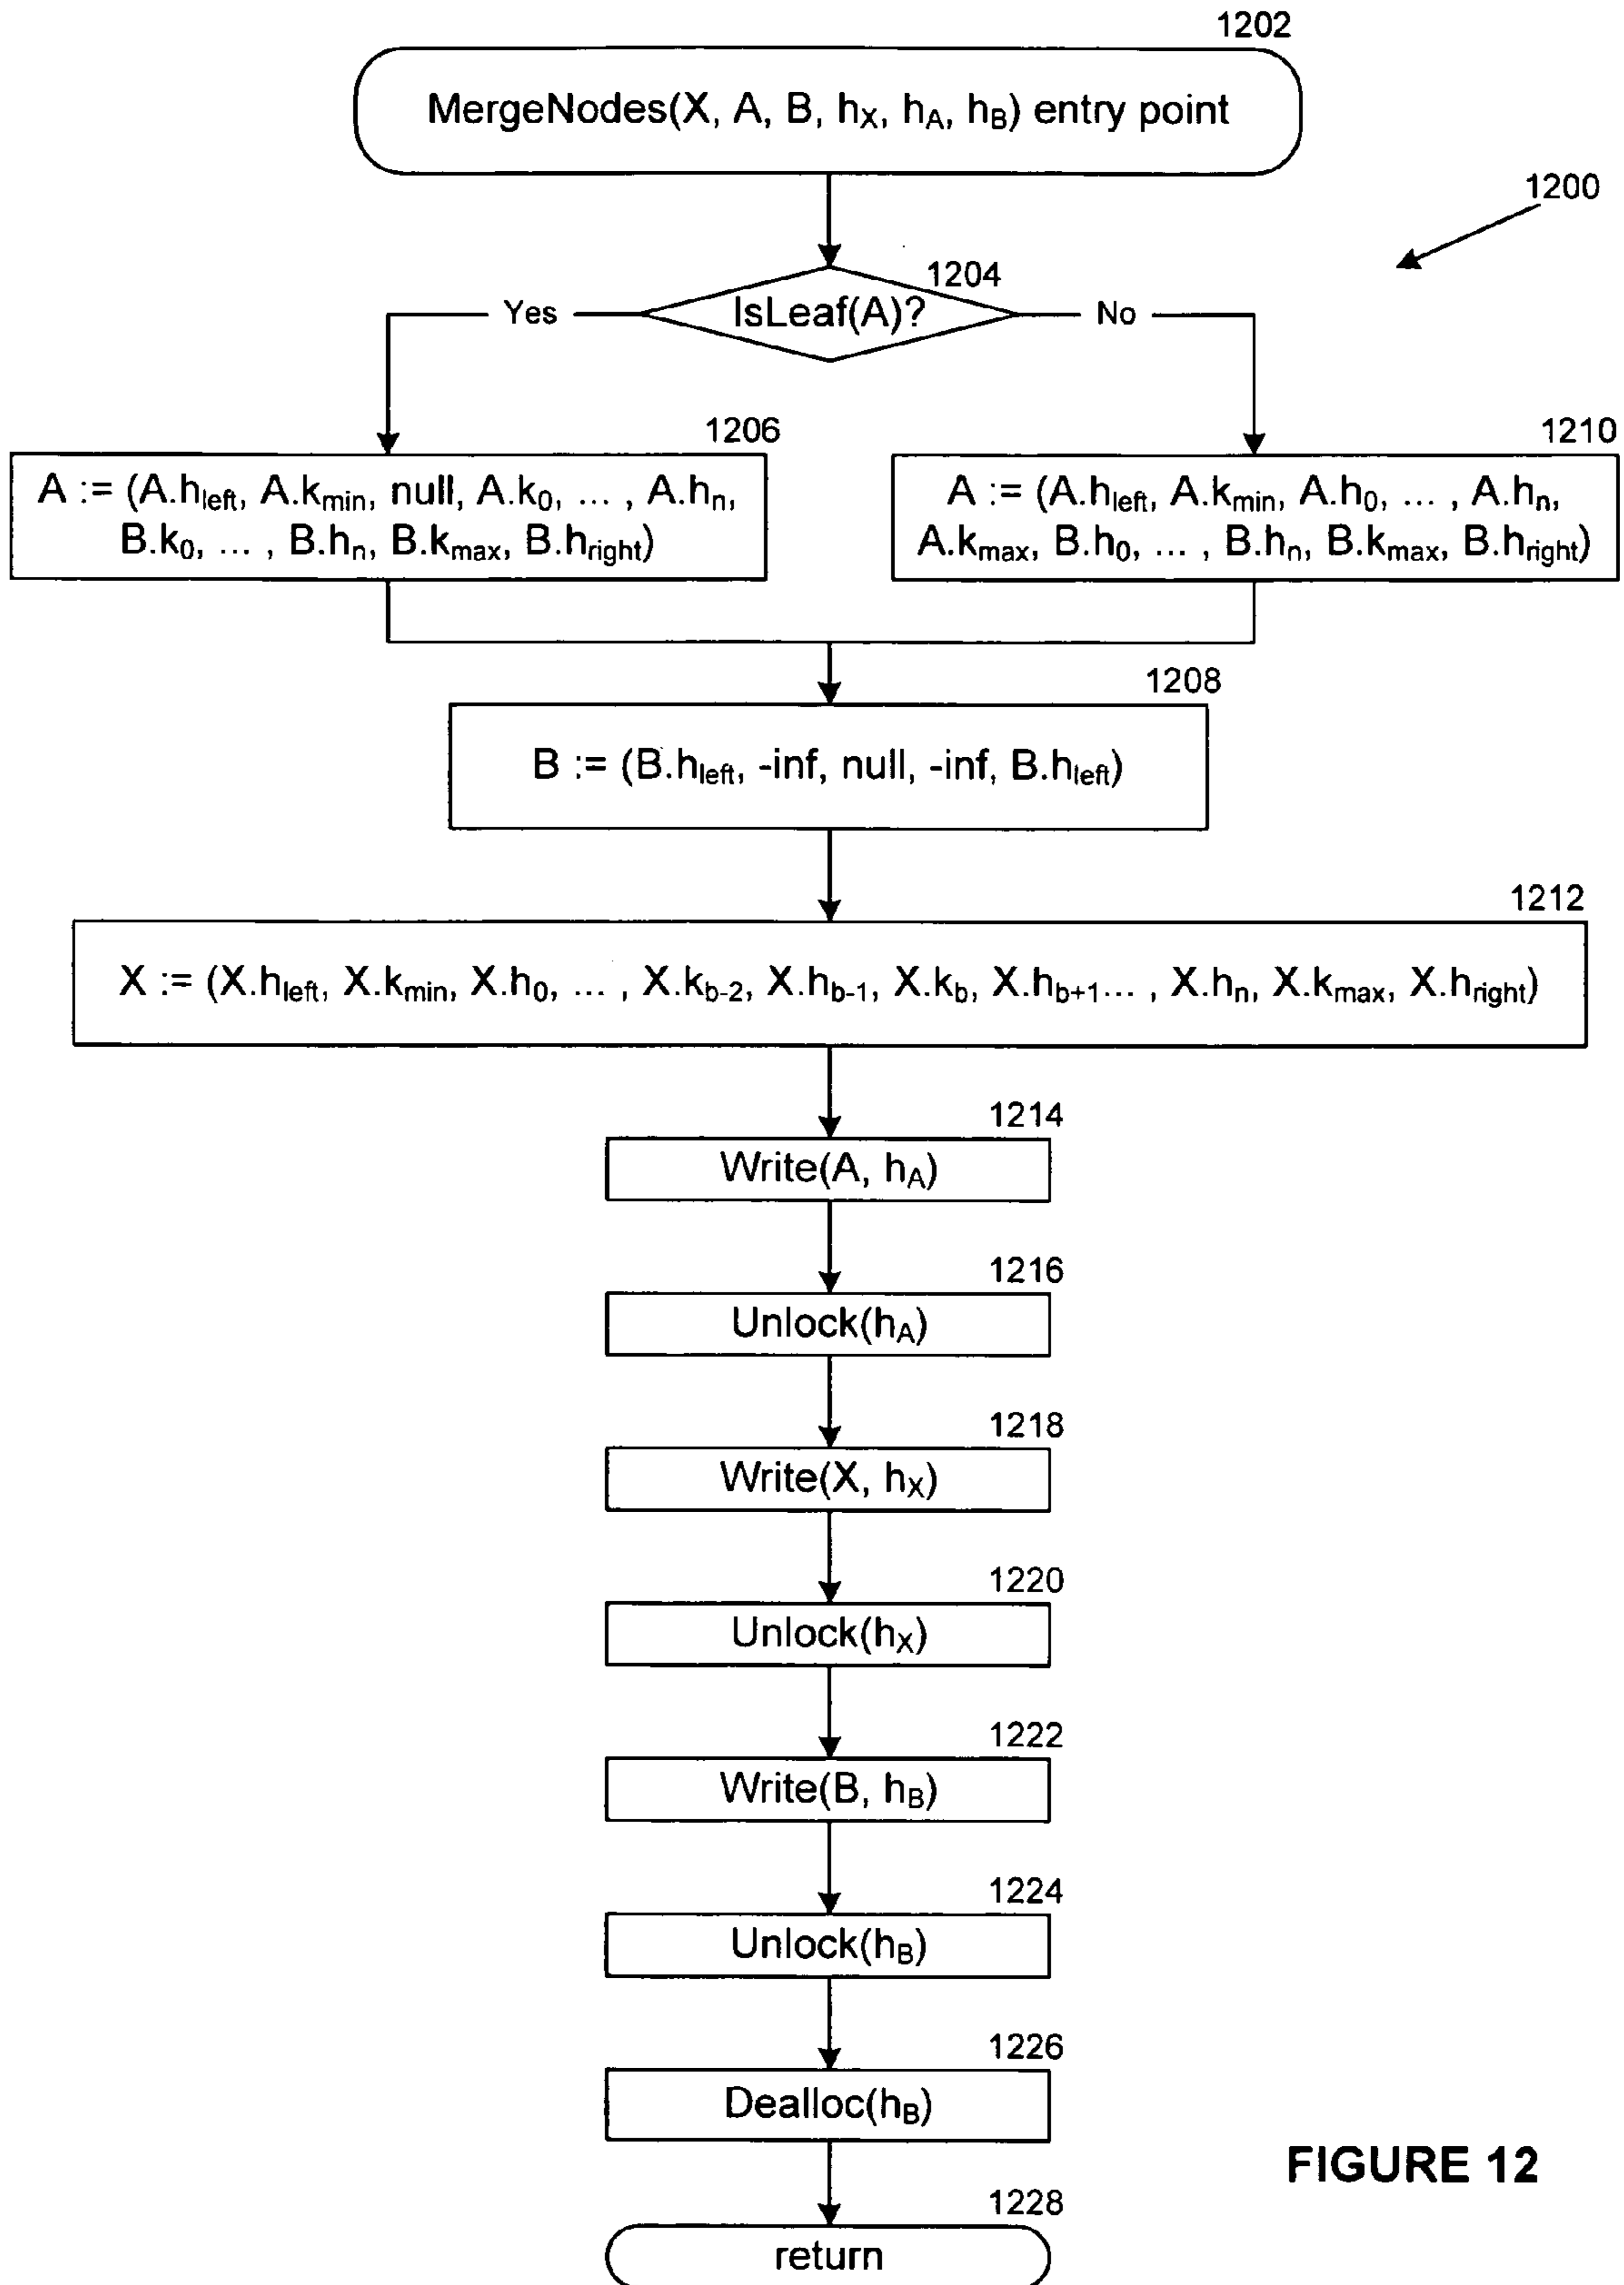 1202
MergeNodes(X, A, B, hX, hA, hB) entry point
1200
1204
IsLeaf(A)?
Yes
No
1206
A := (A.hleft, A.kmin, null, A.k0, ... , A.hn,
B.k0, ... , B.hn, B.kmax, B.hright)
1210
A := (A.hleft, A.kmin, A.h0, ... , A.hn,
A.kmax, B.h0, ... , B.hn, B.kmax, B.hright)
1208
B := (B.hleft, -inf, null, -inf, B.hleft)
1212
X := (X.hleft, X.kmin, X.h0, ... , X.kb-2, X.hb-1, X.kb, X.hb+1... , X.hn, X.kmax, X.hright)
1214
Write(A, hA)
1216
Unlock(hA)
1218
Write(X, hX)
1220
Unlock(hX)
1222
Write(B, hB)
1224
Unlock(hB)
1226
Dealloc(hB)
FIGURE 12
1228
return